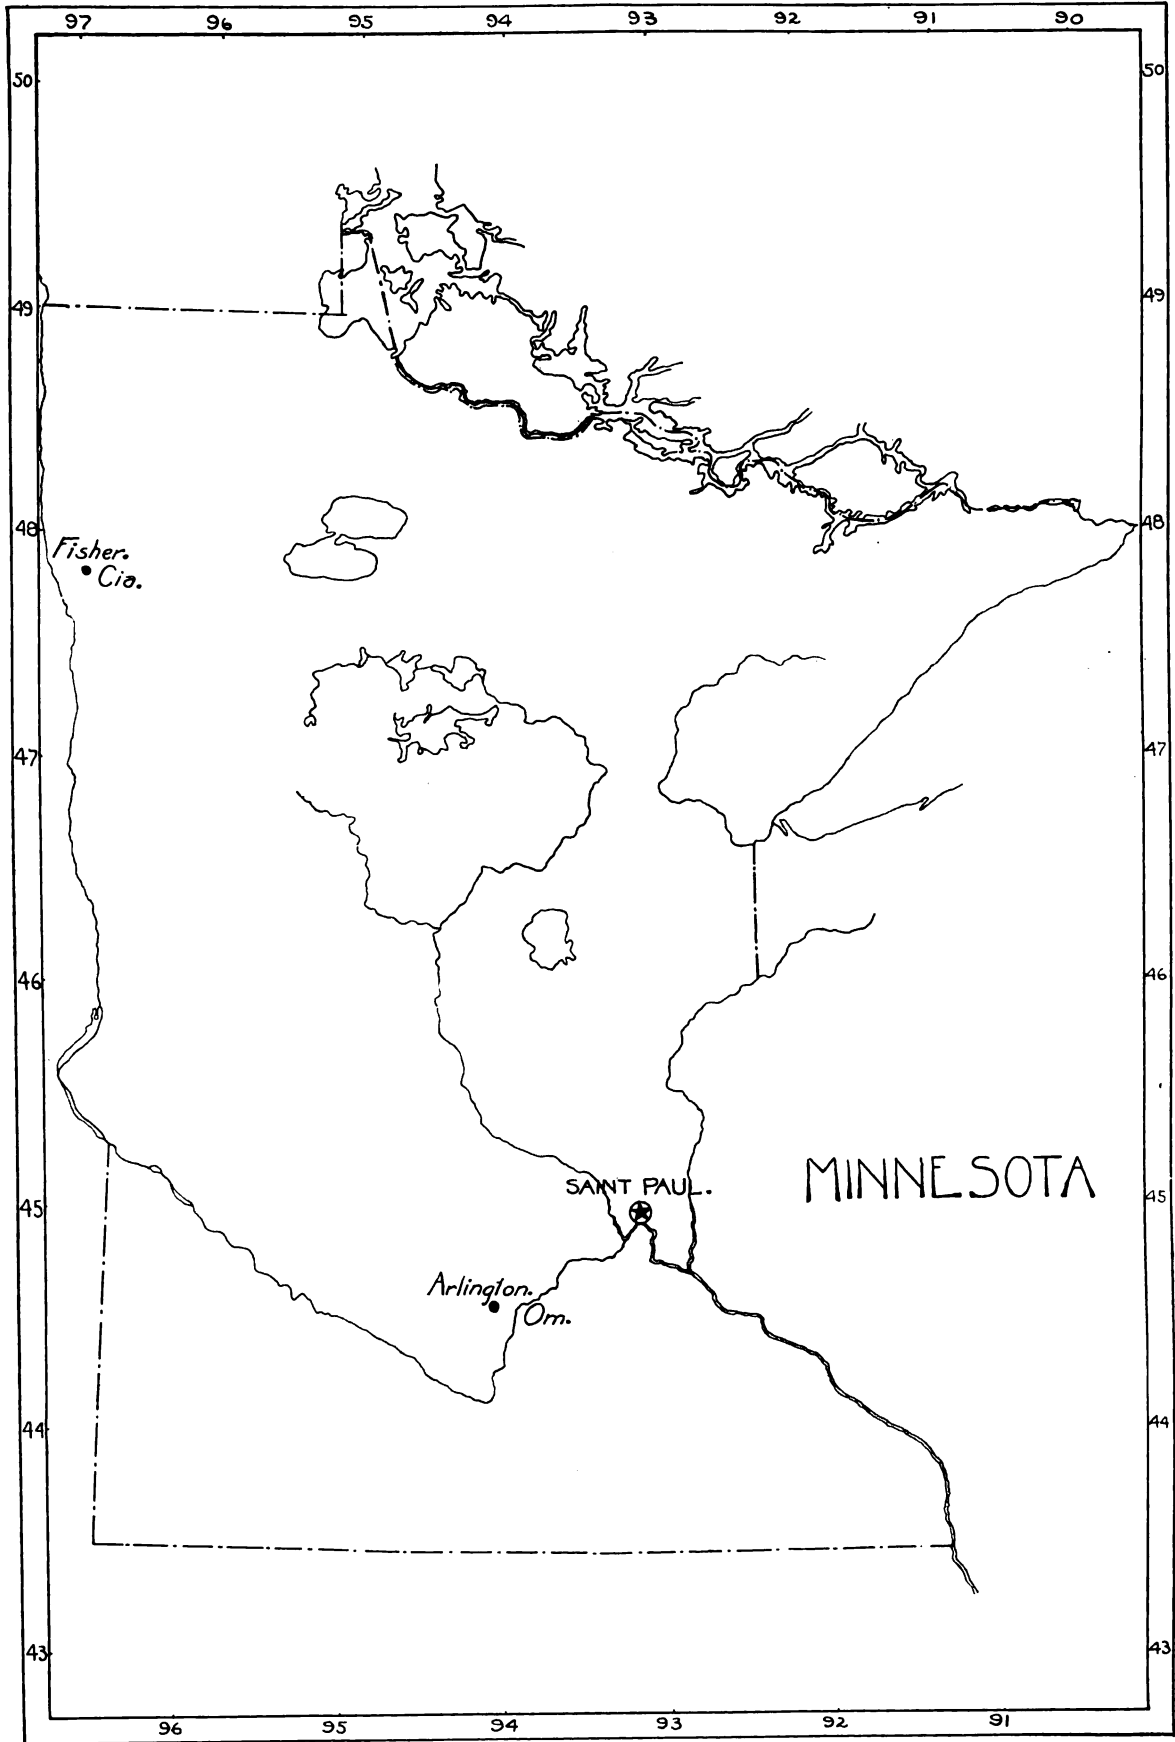 97 96 95 94 93 92 91 90
50 50
49 49
48 48
Fisher.
Cia.
47 47
46 46
MINNESOTA
SAINT PAUL.
45 45
Arlington.
Om.
44 44
43 43
96 95 94 93 92 91